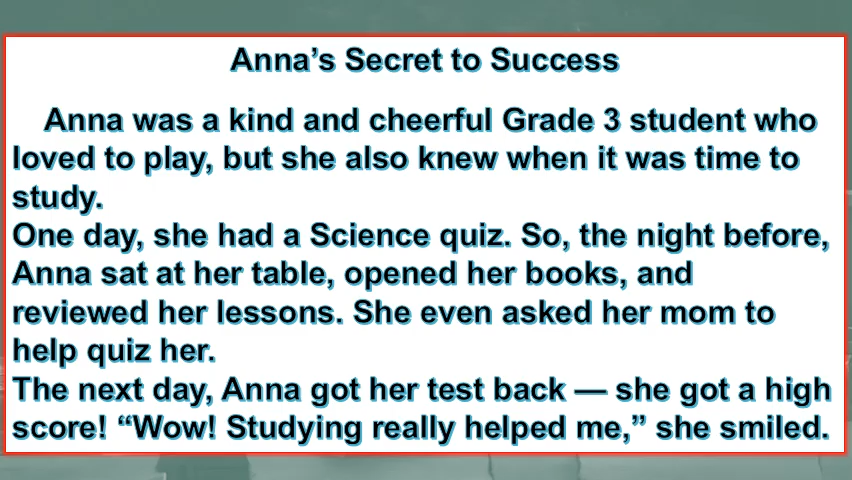 Anna’s Secret to Success
Anna was a kind and cheerful Grade 3 student who
loved to play, but she also knew when it was time to
study.
One day, she had a Science quiz. So, the night before,
Anna sat at her table, opened her books, and
reviewed her lessons. She even asked her mom to
help quiz her.
The next day, Anna got her test back — she got a high
score! “Wow! Studying really helped me,” she smiled.